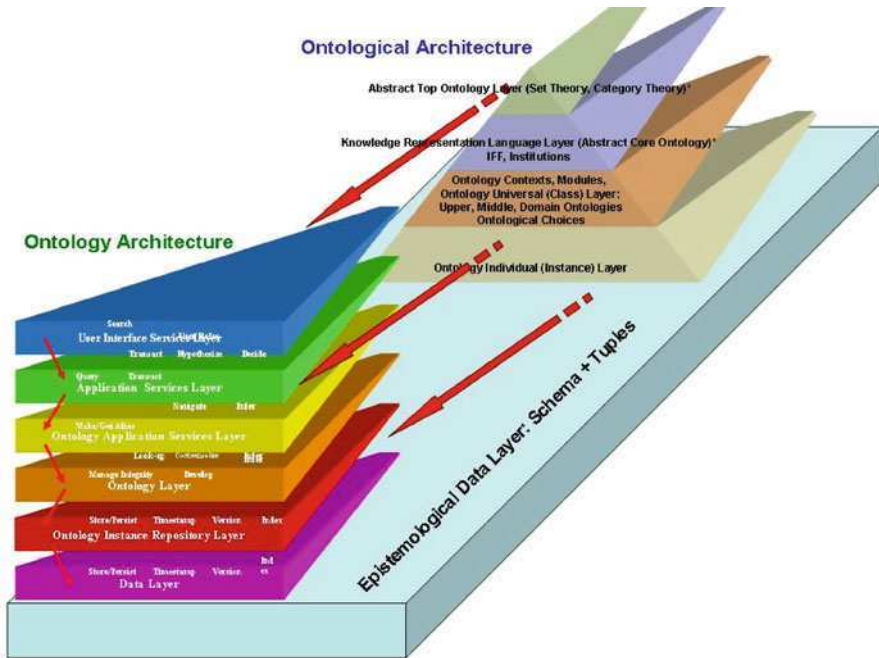 Ontological Architecture
Abstract Top Ontology Layer (Set Theory, Category Theory)*
Knowledge Representation Language Layer (Abstract Core Ontology)*
IFF, Institutions
Ontology Contexts, Modules,
Ontology Universal (Class) Layer:
Upper, Middle, Domain Ontologies
Ontological Choices
Ontology Individual (Instance) Layer
Ontology Architecture
Search
User Interface Services Layer
Transact Hypothesize Decide
Query Transact
Application Services Layer
Navigate Infer
Ontology Application Services Layer
Look-up
Manage Integrity Develop
Ontology Layer
Store/Persist Timestamp Version Index
Ontology Instance Repository Layer
Ind
ex
Store/Persist Timestamp Version
Data Layer
Epistemological Data Layer: Schema + Tuples